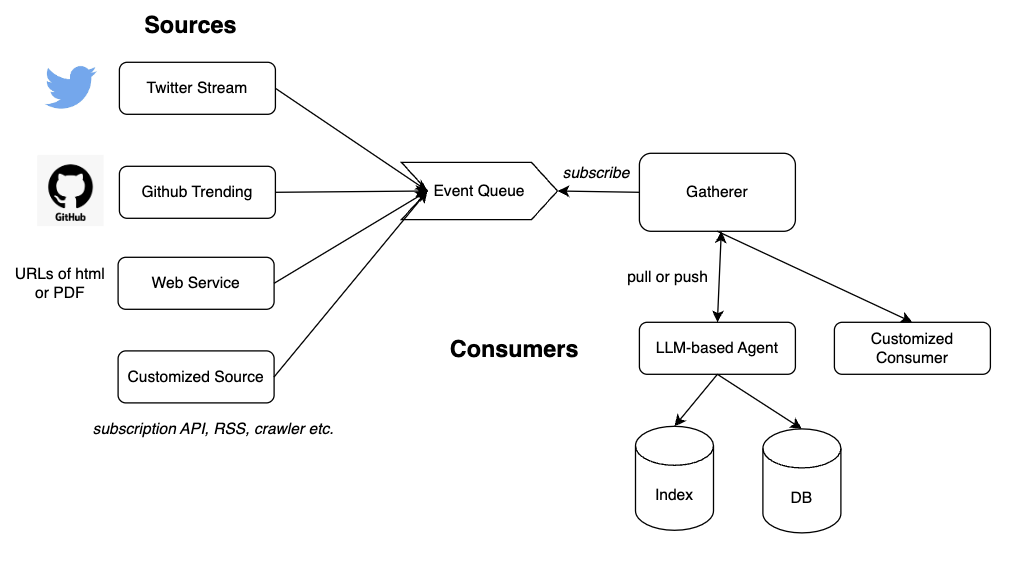 Sources
Twitter Stream
Github Trending
GitHub
URLs of html
or PDF
Web Service
Customized Source
subscription API, RSS, crawler etc.
Event Queue
subscribe
Gatherer
pull or push
Consumers
LLM-based Agent
Customized
Consumer
Index
DB